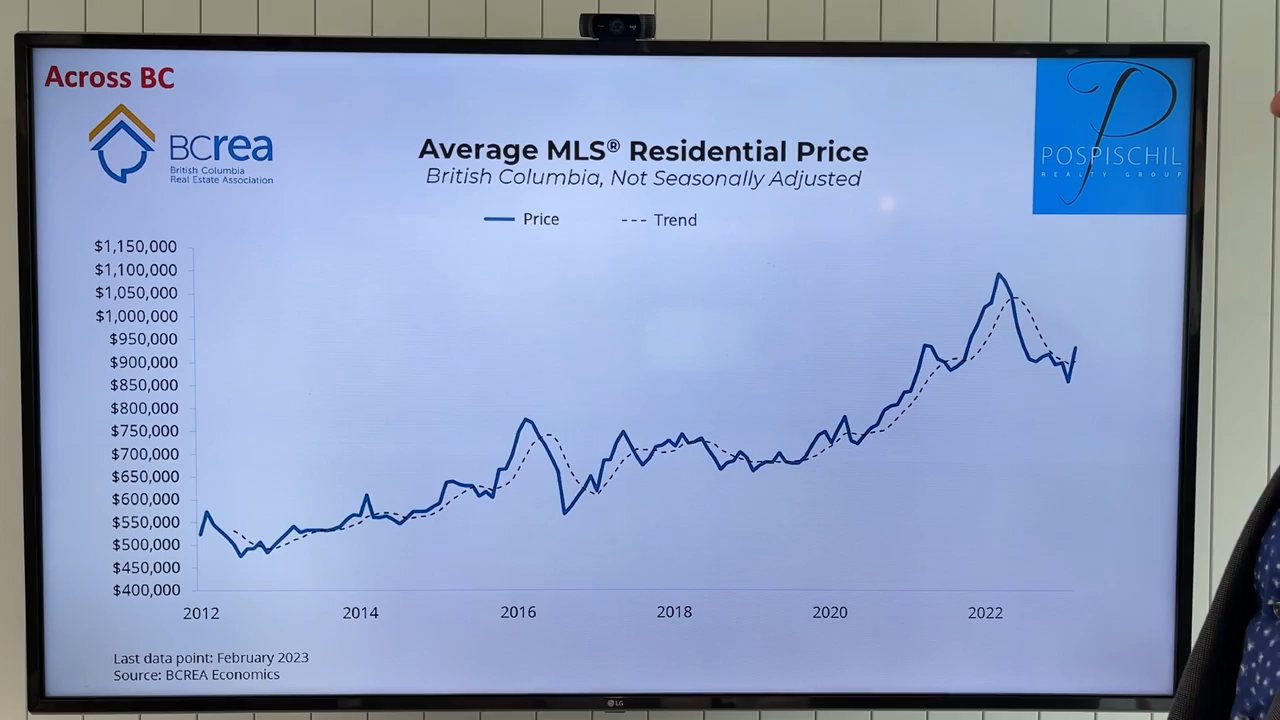 Across BC
BCrea
British Columbia
Real Estate Association
Average MLS® Residential Price
British Columbia, Not Seasonally Adjusted
Price
Trend
P
POSPISCHIL
REALTY GROUP
$1,150,000
$1,100,000
$1,050,000
$1,000,000
$950,000
$900,000
$850,000
$800,000
$750,000
$700,000
$650,000
$600,000
$550,000
$500,000
$450,000
$400,000
2012 2014 2016 2018 2020 2022
Last data point: February 2023
Source: BCREA Economics
LG